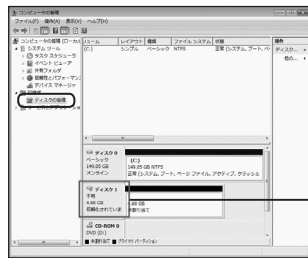 コンピュータの管理
ファイル(F) 操作(A) 表示(V) ヘルプ(H)
コンピュータの管理 (ローカル
システム ツール
タスク スケジューラ
イベント ビューア
共有フォルダ
信頼性とパフォーマン
デバイス マネージャ
ディスクの管理
ボリューム レイアウト 種類 ファイル システム 状態
(C:) シンプル ベーシック NTFS 正常 (システム, ブート, ペ
操作
ディスク...
他の...
ディスク 0
ベーシック
149.05 GB
オンライン
(C:)
149.05 GB NTFS
正常 (システム, ブート, ページ ファイル, アクティブ, クラッシュ
ディスク 1
不明
4.66 GB
初期化されていま
4.66 GB
未割り当て
CD-ROM 0
DVD (D:)
未割り当て プライマリ パーティション